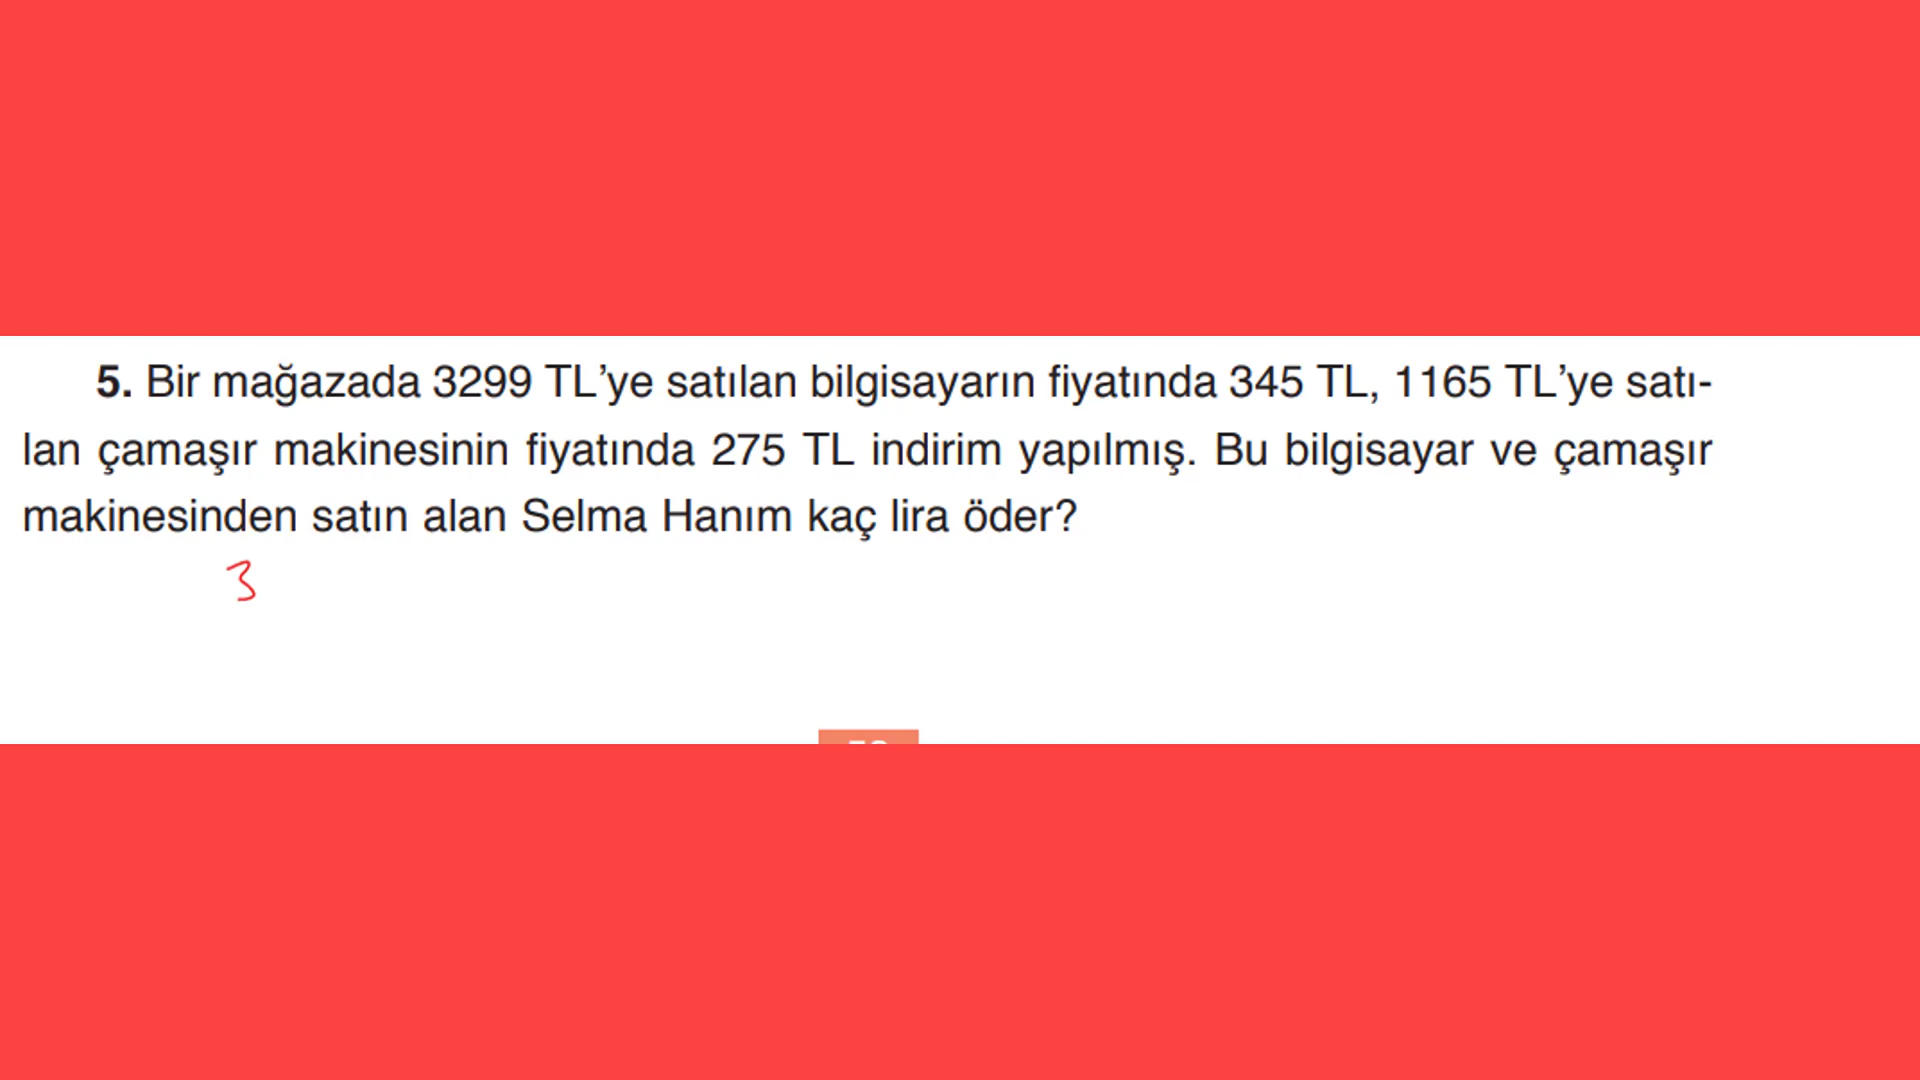 5. Bir mağazada 3299 TL’ye satılan bilgisayarın fiyatında 345 TL, 1165 TL’ye satı-
lan çamaşır makinesinin fiyatında 275 TL indirim yapılmış. Bu bilgisayar ve çamaşır
makinesinden satın alan Selma Hanım kaç lira öder?
3